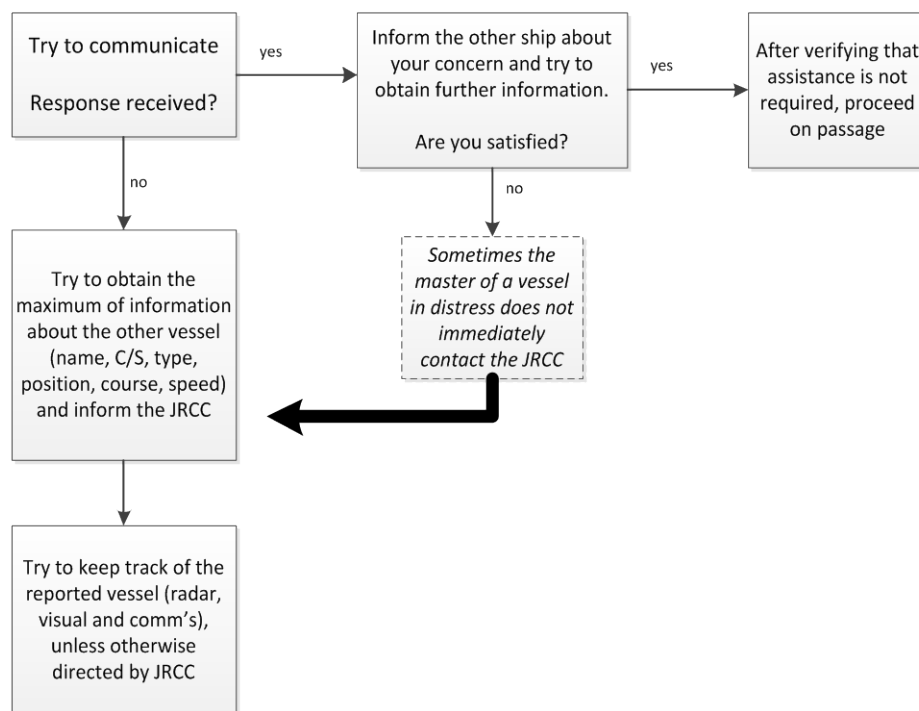 Try to communicate
Response received?
yes
Inform the other ship about
your concern and try to
obtain further information.
Are you satisfied?
yes
After verifying that
assistance is not
required, proceed
on passage
no
no
Try to obtain the
maximum of information
about the other vessel
(name, C/S, type,
position, course, speed)
and inform the JRCC
Sometimes the
master of a vessel
in distress does not
immediately
contact the JRCC
Try to keep track of the
reported vessel (radar,
visual and comm’s),
unless otherwise
directed by JRCC